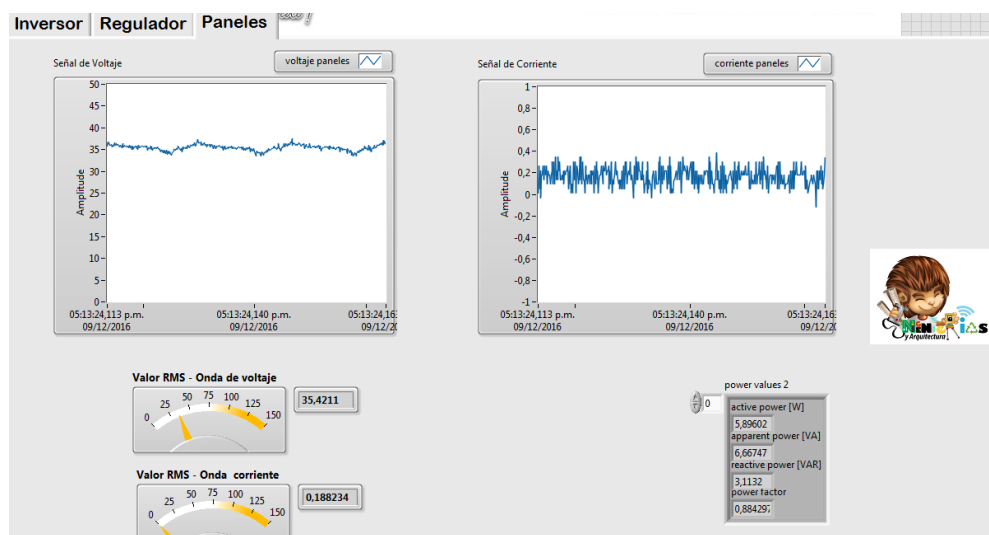 Inversor Regulador Paneles
Señal de Voltaje
voltaje paneles
Amplitude
50
45
40
35
30
25
20
15
10
5
0
05:13:24,113 p.m. 05:13:24,140 p.m. 05:13:24,16
09/12/2016 09/12/2016 09/12/20
Señal de Corriente
corriente paneles
Amplitude
1
0,8
0,6
0,4
0,2
0
-0,2
-0,4
-0,6
-0,8
-1
05:13:24,113 p.m. 05:13:24,140 p.m. 05:13:24,16
09/12/2016 09/12/2016 09/12/20
y Arquitectura
Valor RMS - Onda de voltaje
0 25 50 75 100 125 150
35,4211
Valor RMS - Onda corriente
0 25 50 75 100 125 150
0,188234
power values 2
0
active power [W]
5,89602
apparent power [VA]
6,66747
reactive power [VAR]
3,1132
power factor
0,884297